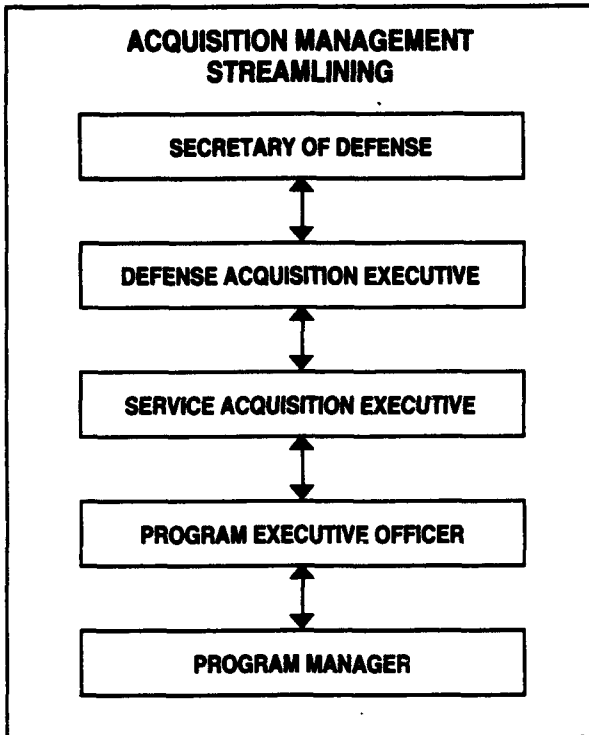 ACQUISITION MANAGEMENT
STREAMLINING
SECRETARY OF DEFENSE
DEFENSE ACQUISITION EXECUTIVE
SERVICE ACQUISITION EXECUTIVE
PROGRAM EXECUTIVE OFFICER
PROGRAM MANAGER